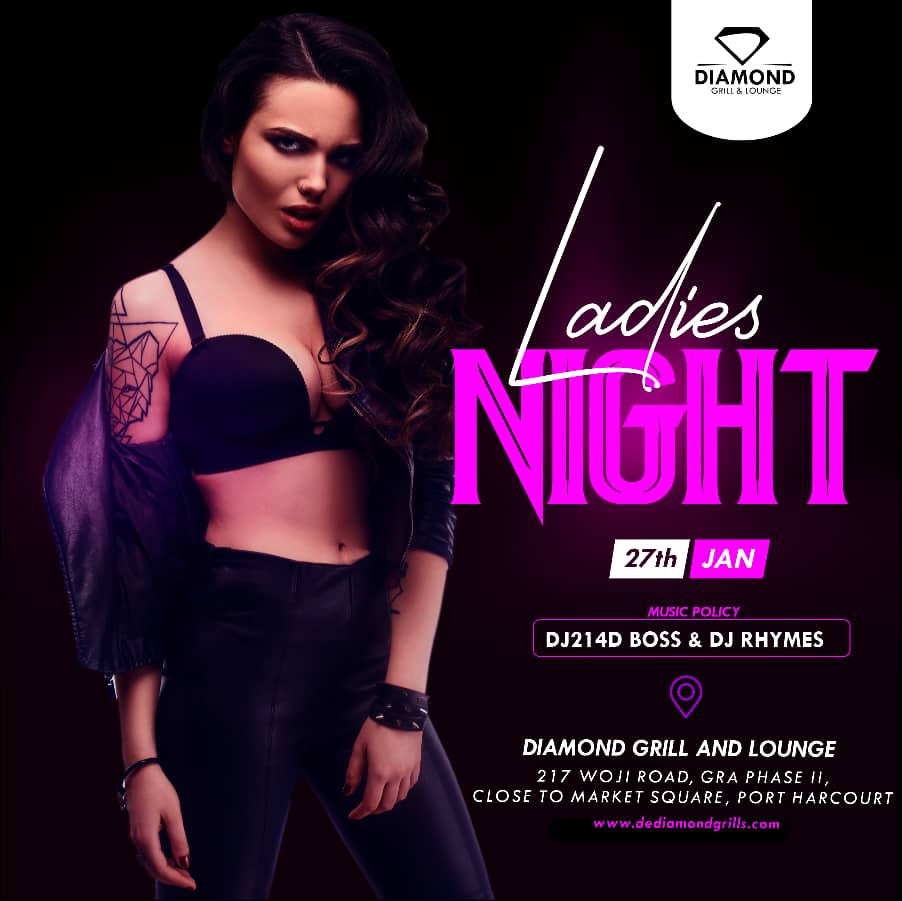 DIAMOND
GRILL & LOUNGE
Ladies
NIGHT
27th JAN
MUSIC POLICY
DJ214D BOSS & DJ RHYMES
DIAMOND GRILL AND LOUNGE
217 WOJI ROAD, GRA PHASE II,
CLOSE TO MARKET SQUARE, PORT HARCOURT
www.dediamondgrills.com